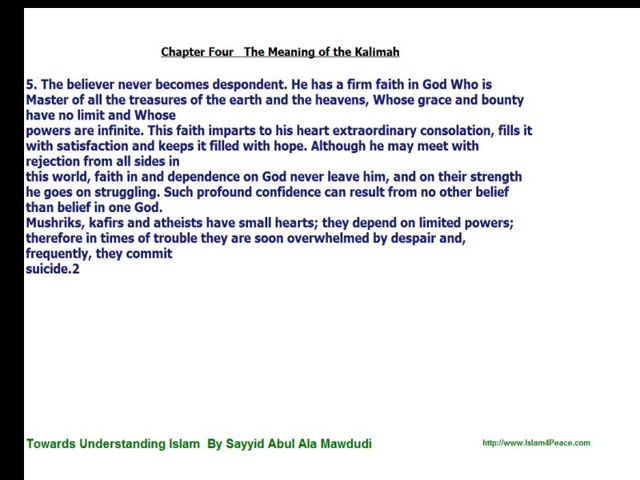 Chapter Four   The Meaning of the Kalimah
5. The believer never becomes despondent. He has a firm faith in God Who is
Master of all the treasures of the earth and the heavens, Whose grace and bounty
have no limit and Whose
powers are infinite. This faith imparts to his heart extraordinary consolation, fills it
with satisfaction and keeps it filled with hope. Although he may meet with
rejection from all sides in
this world, faith in and dependence on God never leave him, and on their strength
he goes on struggling. Such profound confidence can result from no other belief
than belief in one God.
Mushriks, kafirs and atheists have small hearts; they depend on limited powers;
therefore in times of trouble they are soon overwhelmed by despair and,
frequently, they commit
suicide.2
Towards Understanding Islam  By Sayyid Abul Ala Mawdudi
http://www.Islam4Peace.com